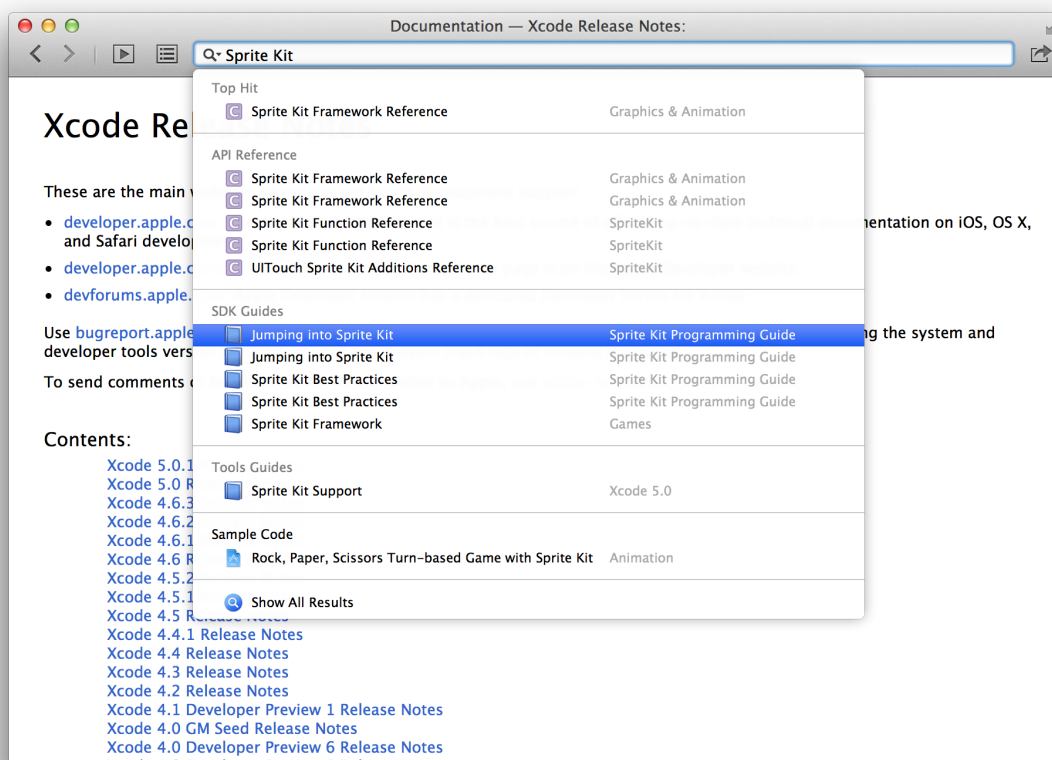 Documentation — Xcode Release Notes:
Sprite Kit
Top Hit
Sprite Kit Framework Reference Graphics & Animation
API Reference
Sprite Kit Framework Reference Graphics & Animation
Sprite Kit Framework Reference Graphics & Animation
Sprite Kit Function Reference SpriteKit
Sprite Kit Function Reference SpriteKit
UITouch Sprite Kit Additions Reference SpriteKit
SDK Guides
Jumping into Sprite Kit Sprite Kit Programming Guide
Jumping into Sprite Kit Sprite Kit Programming Guide
Sprite Kit Best Practices Sprite Kit Programming Guide
Sprite Kit Best Practices Sprite Kit Programming Guide
Sprite Kit Framework Games
Tools Guides
Sprite Kit Support Xcode 5.0
Sample Code
Rock, Paper, Scissors Turn-based Game with Sprite Kit Animation
Show All Results
Xcode Release Notes
These are the main
developer.apple.c
on iOS, OS X,
and Safari develo
developer.apple.c
devforums.apple.
Use bugreport.apple
the system and
developer tools vers
To send comments
Contents:
Xcode 5.0.1
Xcode 5.0 R
Xcode 4.6.3
Xcode 4.6.2
Xcode 4.6.1
Xcode 4.6 R
Xcode 4.5.2
Xcode 4.5.1
Xcode 4.5 Release Notes
Xcode 4.4.1 Release Notes
Xcode 4.4 Release Notes
Xcode 4.3 Release Notes
Xcode 4.2 Release Notes
Xcode 4.1 Developer Preview 1 Release Notes
Xcode 4.0 GM Seed Release Notes
Xcode 4.0 Developer Preview 6 Release Notes